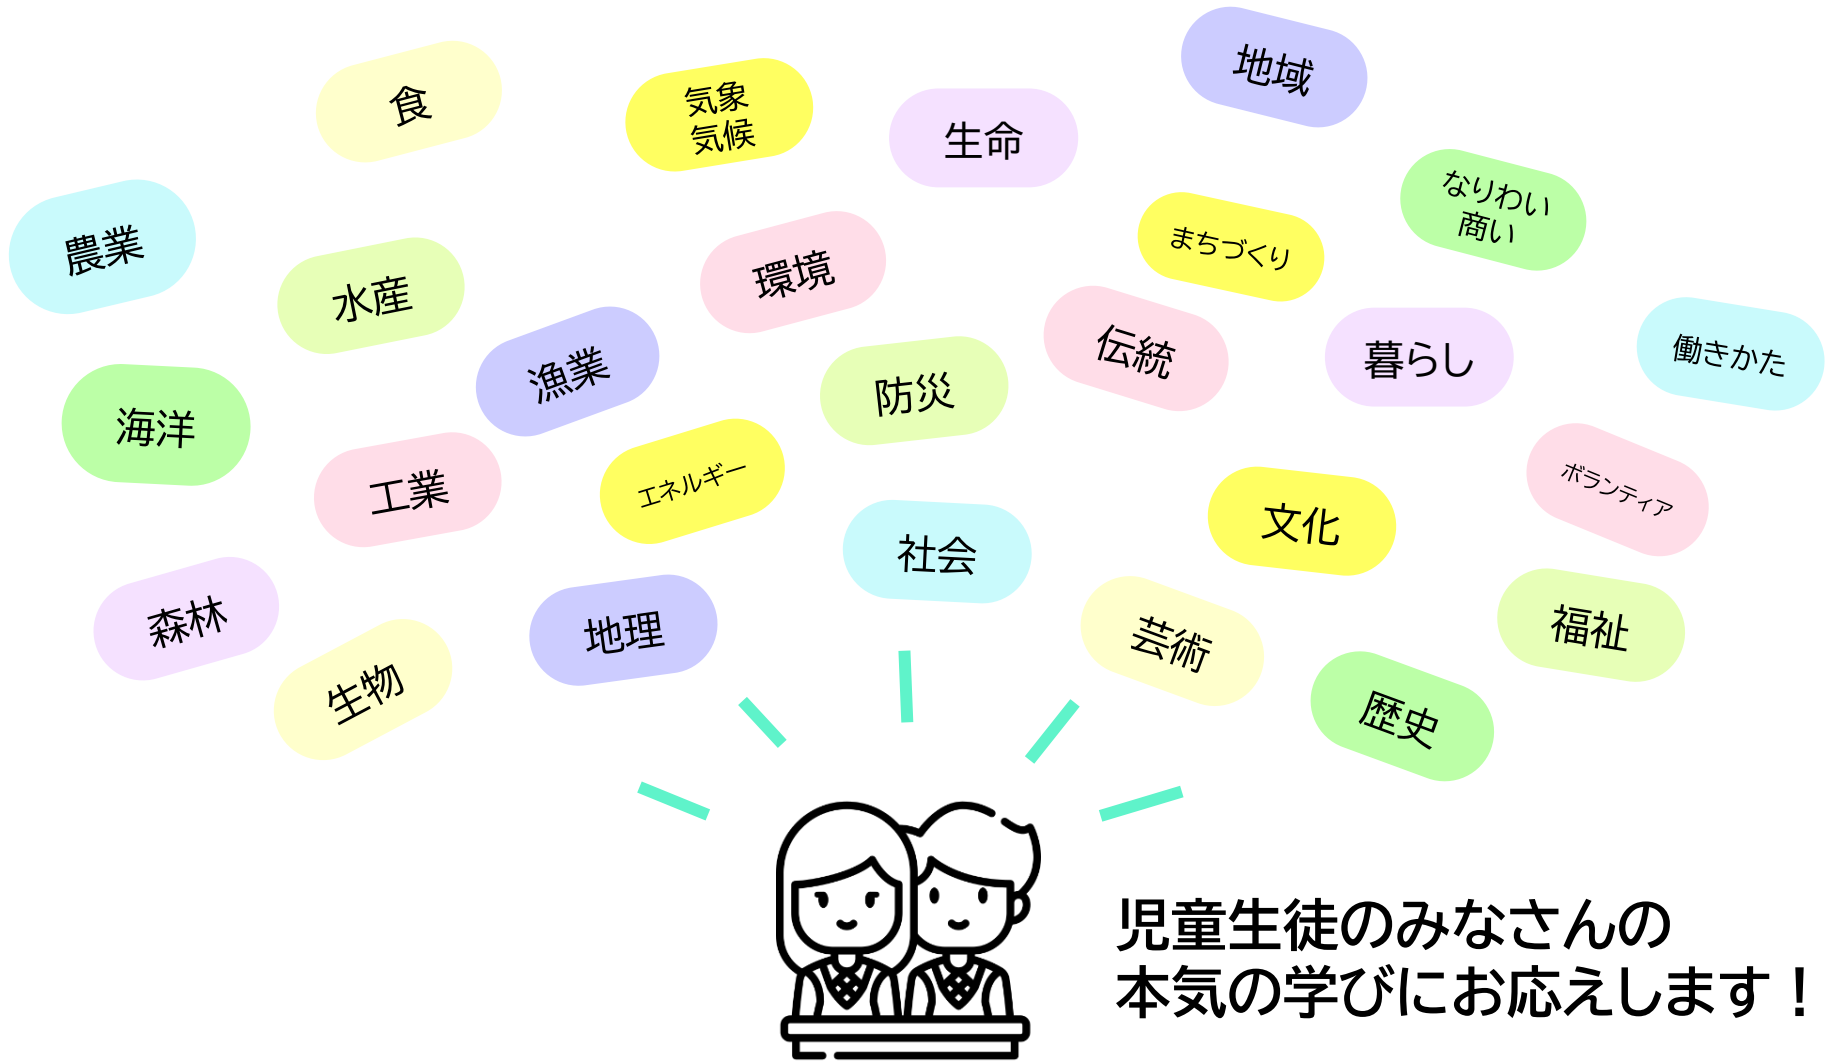 食
気象
気候
生命
地域
農業
水産
環境
まちづくり
なりわい
商い
海洋
漁業
防災
伝統
暮らし
働きかた
工業
エネルギー
社会
文化
ボランティア
森林
生物
地理
芸術
歴史
福祉
児童生徒のみなさんの
本気の学びにお応えします！